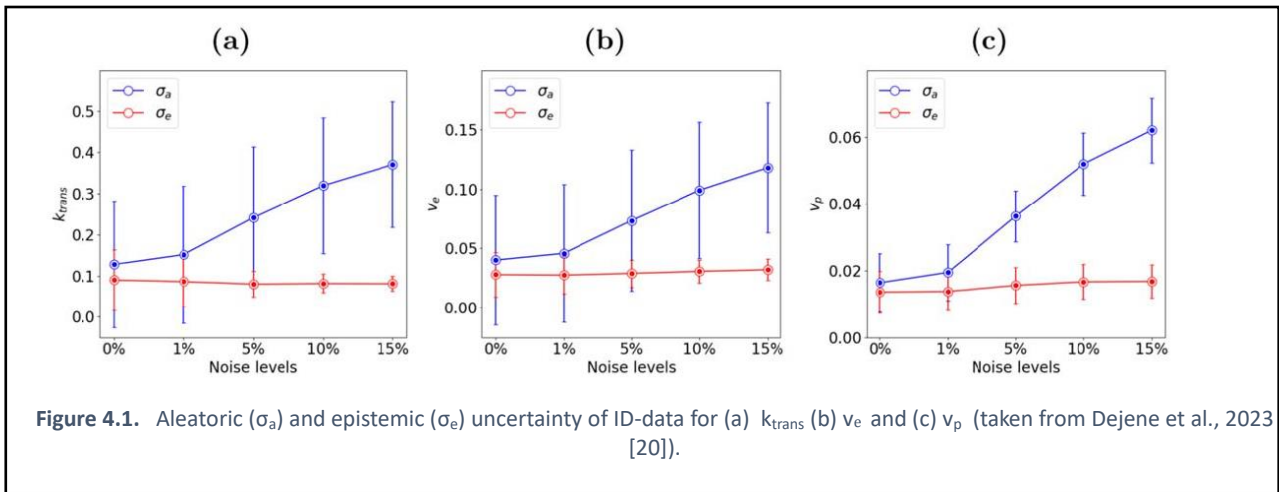 (a) (b) (c)
σa
σe
0.5
0.4
0.3
0.2
0.1
0.0
ktrans
0% 1% 5% 10% 15%
Noise levels
σa
σe
0.15
0.10
0.05
0.00
ve
0% 1% 5% 10% 15%
Noise levels
σa
σe
0.06
0.04
0.02
0.00
vp
0% 1% 5% 10% 15%
Noise levels
Figure 4.1. Aleatoric (σa) and epistemic (σe) uncertainty of ID-data for (a) ktrans (b) ve and (c) vp (taken from Dejene et al., 2023
[20]).